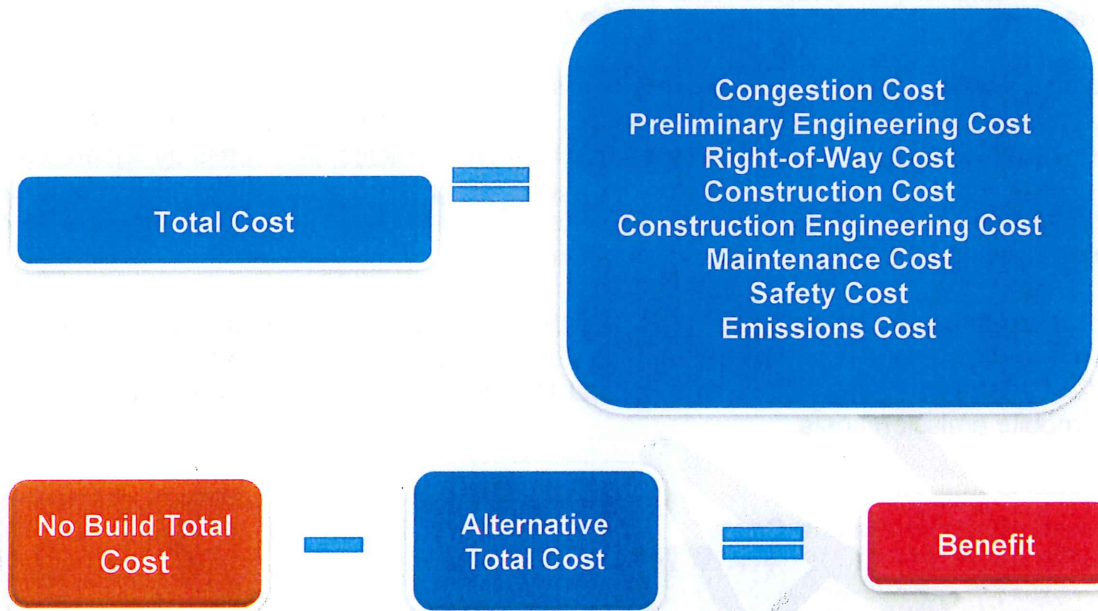 Total Cost
Congestion Cost
Preliminary Engineering Cost
Right-of-Way Cost
Construction Cost
Construction Engineering Cost
Maintenance Cost
Safety Cost
Emissions Cost
No Build Total
Cost
Alternative
Total Cost
Benefit